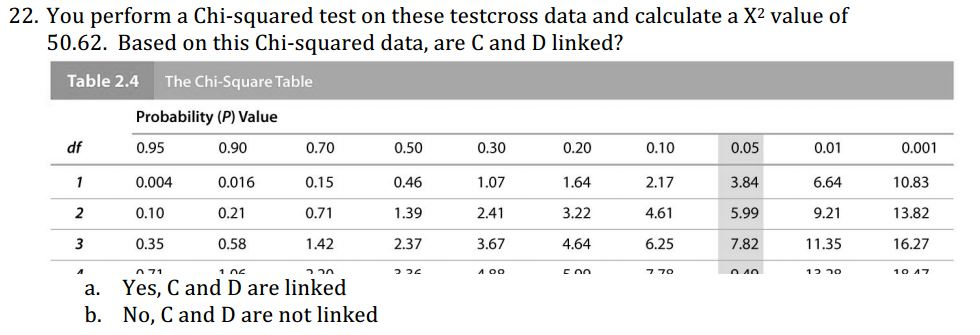 22. You perform a Chi-squared test on these testcross data and calculate a X² value of
50.62. Based on this Chi-squared data, are C and D linked?
Table 2.4 The Chi-Square Table
Probability (P) Value
df 0.95 0.90 0.70 0.50 0.30 0.20 0.10 0.05 0.01 0.001
1 0.004 0.016 0.15 0.46 1.07 1.64 2.17 3.84 6.64 10.83
2 0.10 0.21 0.71 1.39 2.41 3.22 4.61 5.99 9.21 13.82
3 0.35 0.58 1.42 2.37 3.67 4.64 6.25 7.82 11.35 16.27
a. Yes, C and D are linked
b. No, C and D are not linked